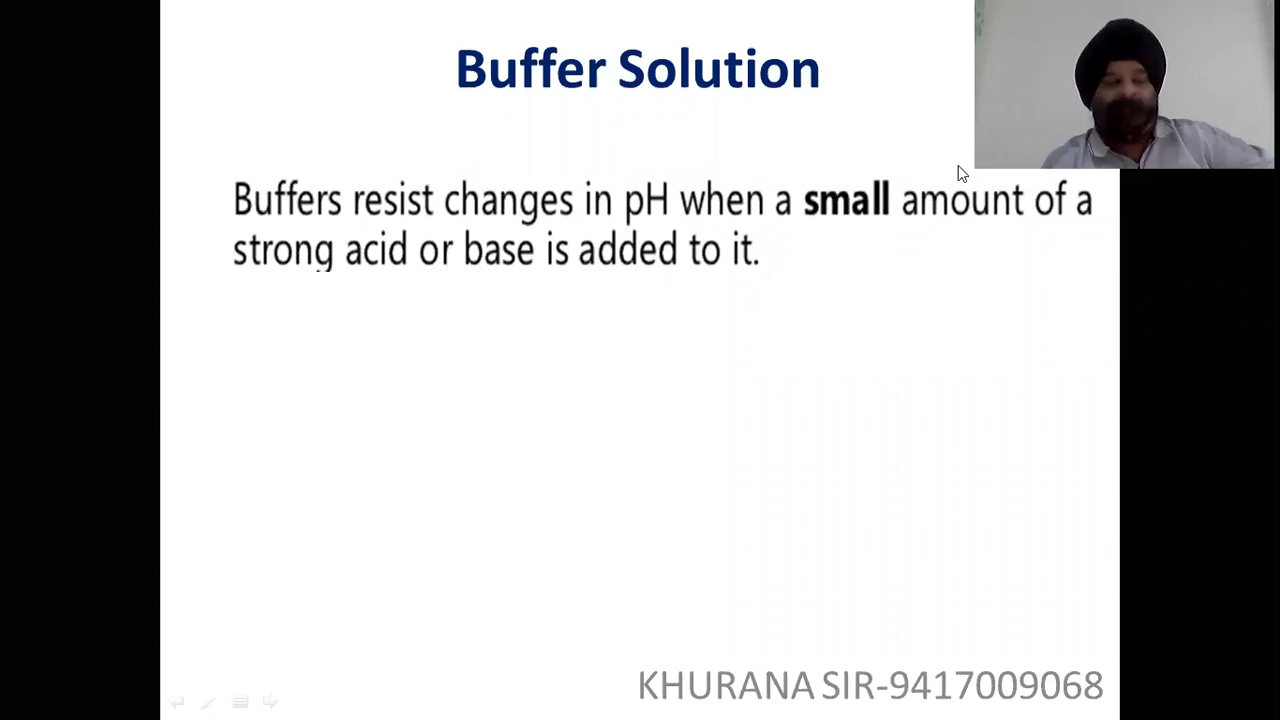 Buffer Solution
Buffers resist changes in pH when a small amount of a
strong acid or base is added to it.
KHURANA SIR-9417009068